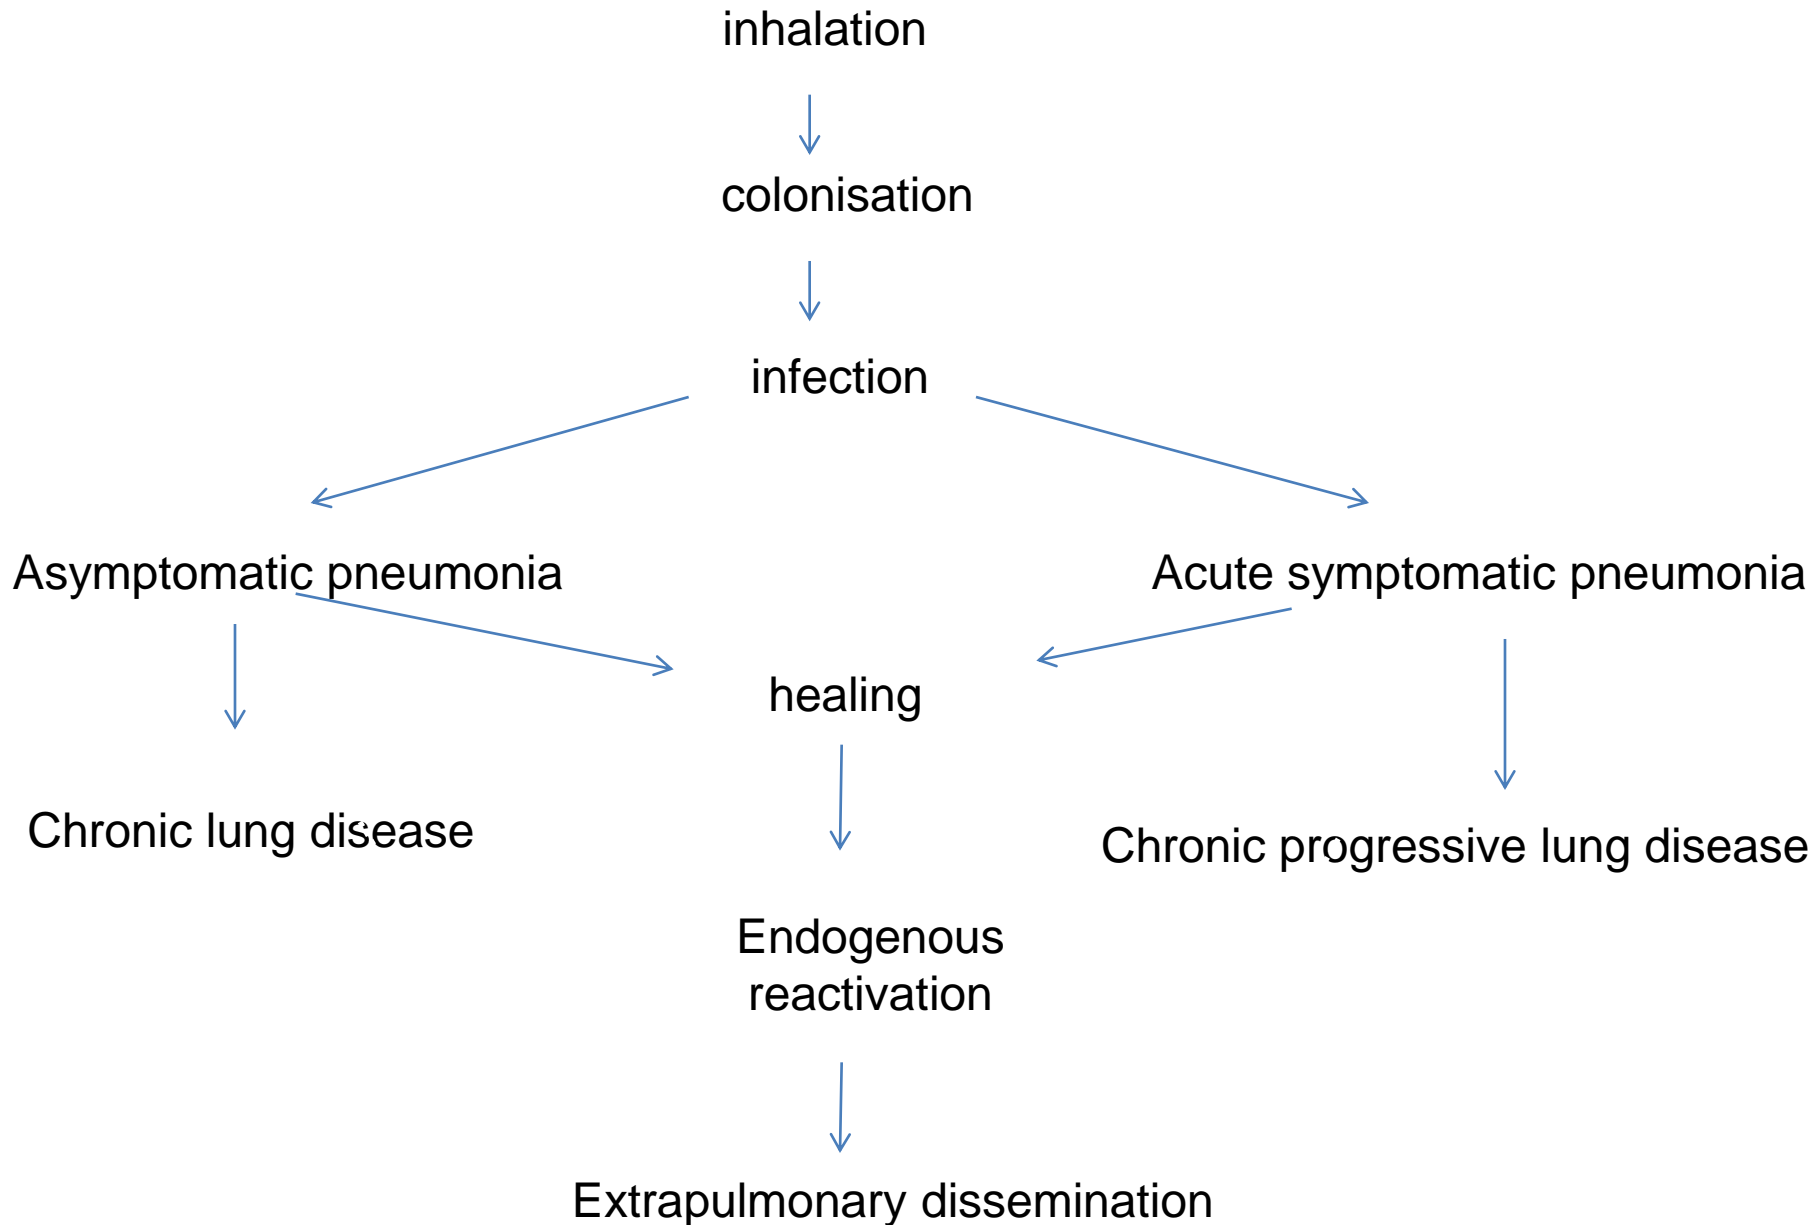 inhalation
colonisation
infection
Asymptomatic pneumonia
Acute symptomatic pneumonia
healing
Chronic lung disease
Chronic progressive lung disease
Endogenous
reactivation
Extrapulmonary dissemination